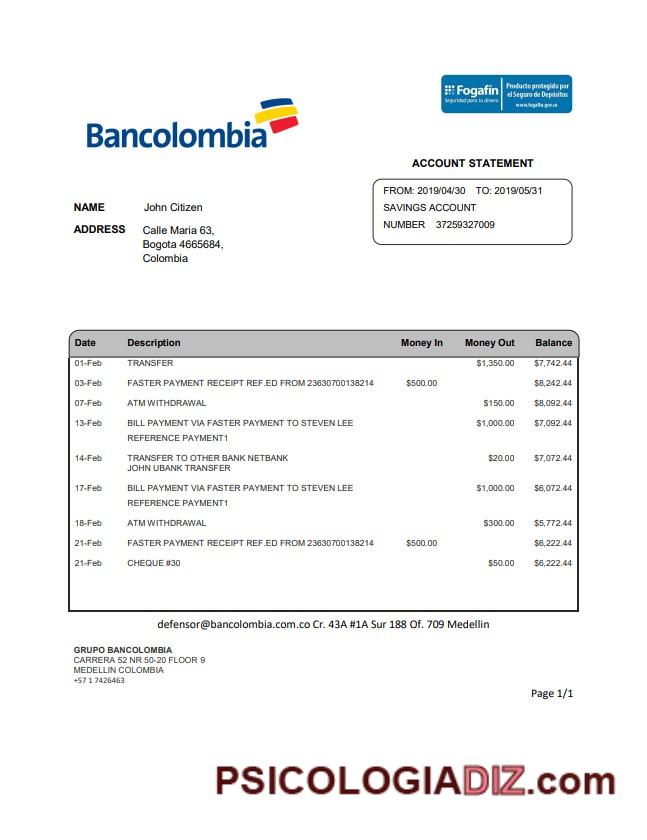 Fogafín
Seguridad para tu dinero
Producto protegido por
el Seguro de Depósitos
www.fogafin.gov.co
Bancolombia
ACCOUNT STATEMENT
FROM: 2019/04/30 TO: 2019/05/31
SAVINGS ACCOUNT
NUMBER 37259327009
NAME John Citizen
ADDRESS Calle Maria 63,
Bogota 4665684,
Colombia
Date Description Money In Money Out Balance
01-Feb TRANSFER $1,350.00 $7,742.44
03-Feb FASTER PAYMENT RECEIPT REF.ED FROM 23630700138214 $500.00 $8,242.44
07-Feb ATM WITHDRAWAL $150.00 $8,092.44
13-Feb BILL PAYMENT VIA FASTER PAYMENT TO STEVEN LEE $1,000.00 $7,092.44
REFERENCE PAYMENT1
14-Feb TRANSFER TO OTHER BANK NETBANK $20.00 $7,072.44
JOHN UBANK TRANSFER
17-Feb BILL PAYMENT VIA FASTER PAYMENT TO STEVEN LEE $1,000.00 $6,072.44
REFERENCE PAYMENT1
18-Feb ATM WITHDRAWAL $300.00 $5,772.44
21-Feb FASTER PAYMENT RECEIPT REF.ED FROM 23630700138214 $500.00 $6,222.44
21-Feb CHEQUE #30 $50.00 $6,222.44
defensor@bancolombia.com.co Cr. 43A #1A Sur 188 Of. 709 Medellin
GRUPO BANCOLOMBIA
CARRERA 52 NR 50-20 FLOOR 9
MEDELLIN COLOMBIA
+57 1 7426463
Page 1/1
PSICOLOGIADIZ.com